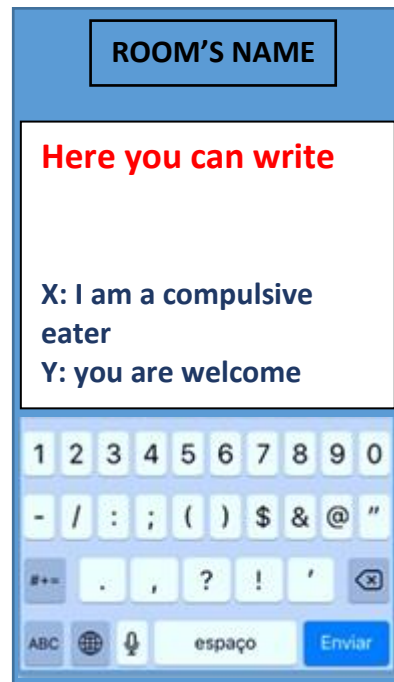 ROOM’S NAME
Here you can write
X: I am a compulsive
eater
Y: you are welcome
1 2 3 4 5 6 7 8 9 0
- / : ; ( ) $ & @ "
#+= . , ? ! '
ABC espaço Enviar